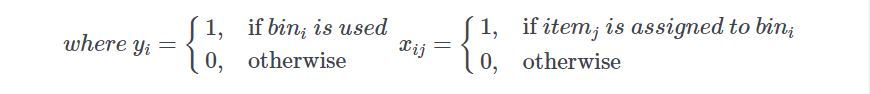 where y_i = { 1, if bin_i is used  x_ij = { 1, if item_j is assigned to bin_i
0, otherwise  0, otherwise